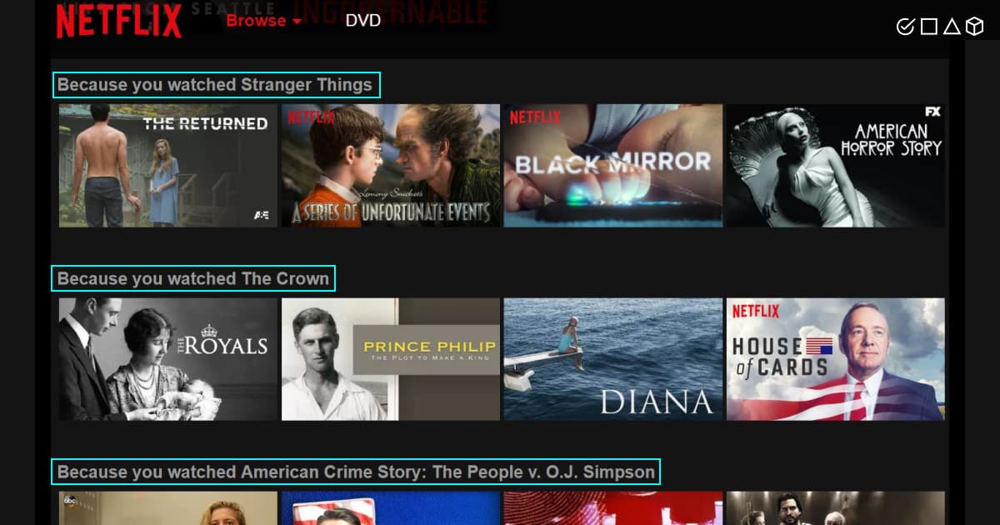 SEATTLE
INGOBERNABLE
NETFLIX
Browse
DVD
Because you watched Stranger Things
THE RETURNED
A&E
NETFLIX
Lemony Snicket's
A SERIES OF UNFORTUNATE EVENTS
NETFLIX
BLACK MIRROR
FX
AMERICAN
HORROR STORY
Because you watched The Crown
THE ROYALS
PRINCE PHILIP
THE PLOT TO MAKE A KING
DIANA
NETFLIX
HOUSE
of CARDS
Because you watched American Crime Story: The People v. O.J. Simpson
abc